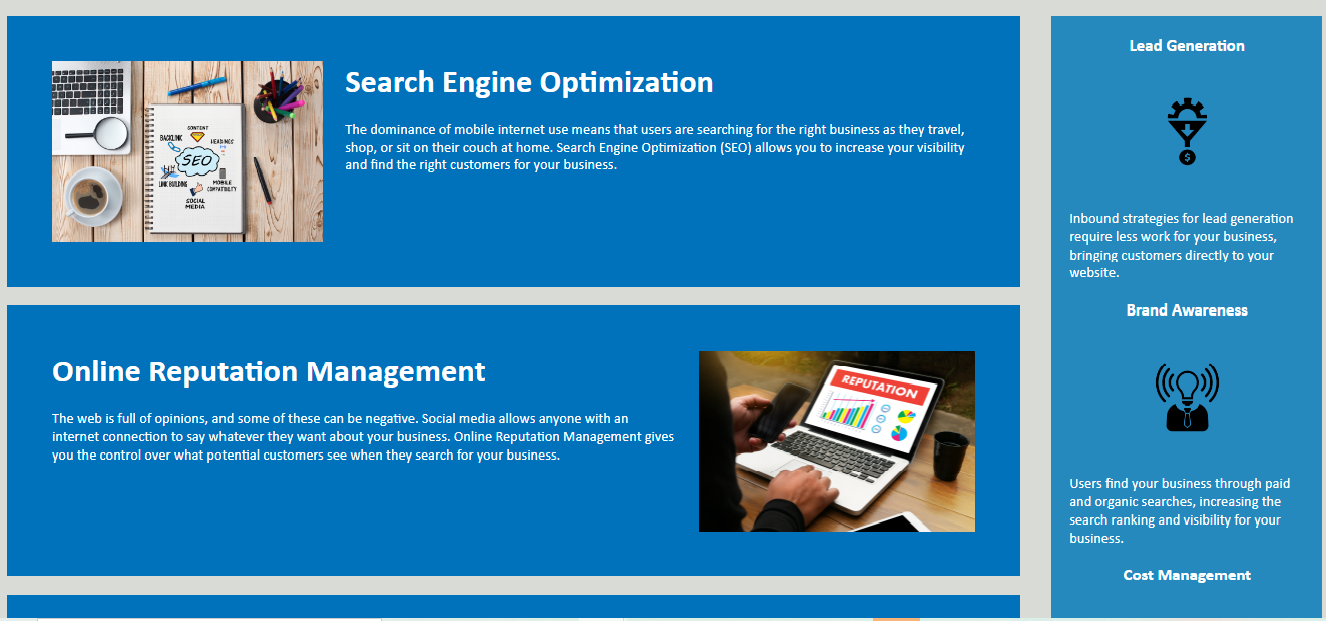 Search Engine Optimization
The dominance of mobile internet use means that users are searching for the right business as they travel,
shop, or sit on their couch at home. Search Engine Optimization (SEO) allows you to increase your visibility
and find the right customers for your business.
CONTENT
BACKLINK
HEADINGS
SEO
LINK BUILDING
MOBILE
COMPATIBILITY
SOCIAL
MEDIA
Online Reputation Management
The web is full of opinions, and some of these can be negative. Social media allows anyone with an
internet connection to say whatever they want about your business. Online Reputation Management gives
you the control over what potential customers see when they search for your business.
REPUTATION
Lead Generation
$
Inbound strategies for lead generation
require less work for your business,
bringing customers directly to your
website.
Brand Awareness
Users find your business through paid
and organic searches, increasing the
search ranking and visibility for your
business.
Cost Management